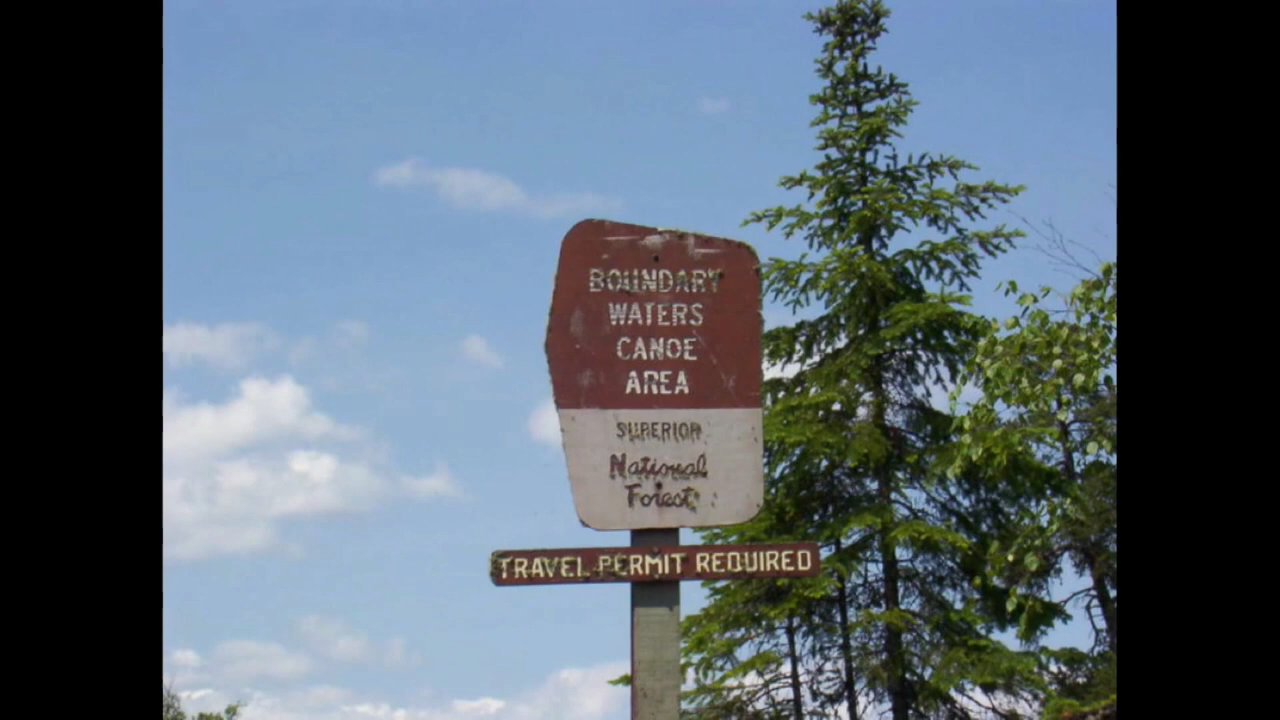 BOUNDARY
WATERS
CANOE
AREA
SUPERIOR
National
Forest
TRAVEL PERMIT REQUIRED